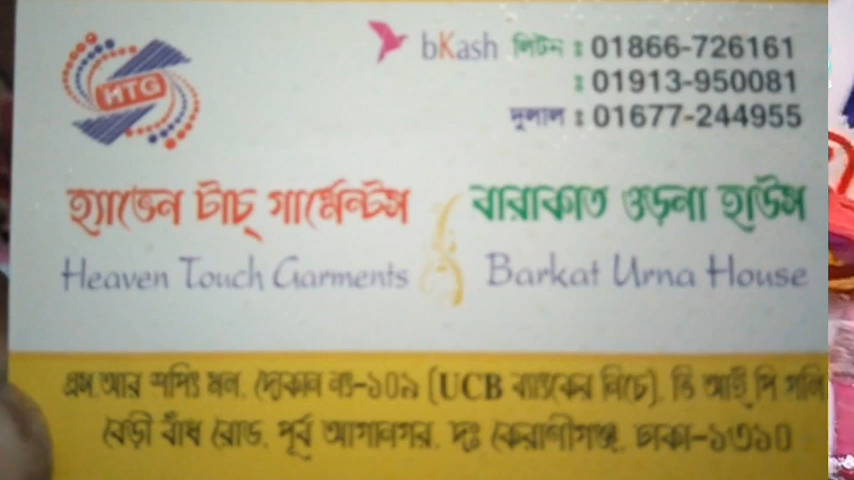 HTG
bKash লিটন : 01866-726161
: 01913-950081
দুলাল : 01677-244955
হ্যাভেন টাচ্ গার্মেন্টস
বারাকাত ওড়না হাউস
Heaven Touch Garments
Barkat Urna House
এস.আর শপিং মল, দোকান নং-১০৯ (UCB ব্যাংকের নিচে), ভি আই পি গলি
বেড়ী বাঁধ রোড, পূর্ব আগানগর, দঃ কেরাণীগঞ্জ, ঢাকা-১৩১০